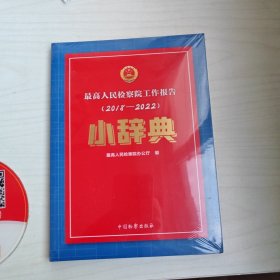 最高人民检察院工作报告
(2018—2022)
小辞典
最高人民检察院办公厅 编
中国检察出版社